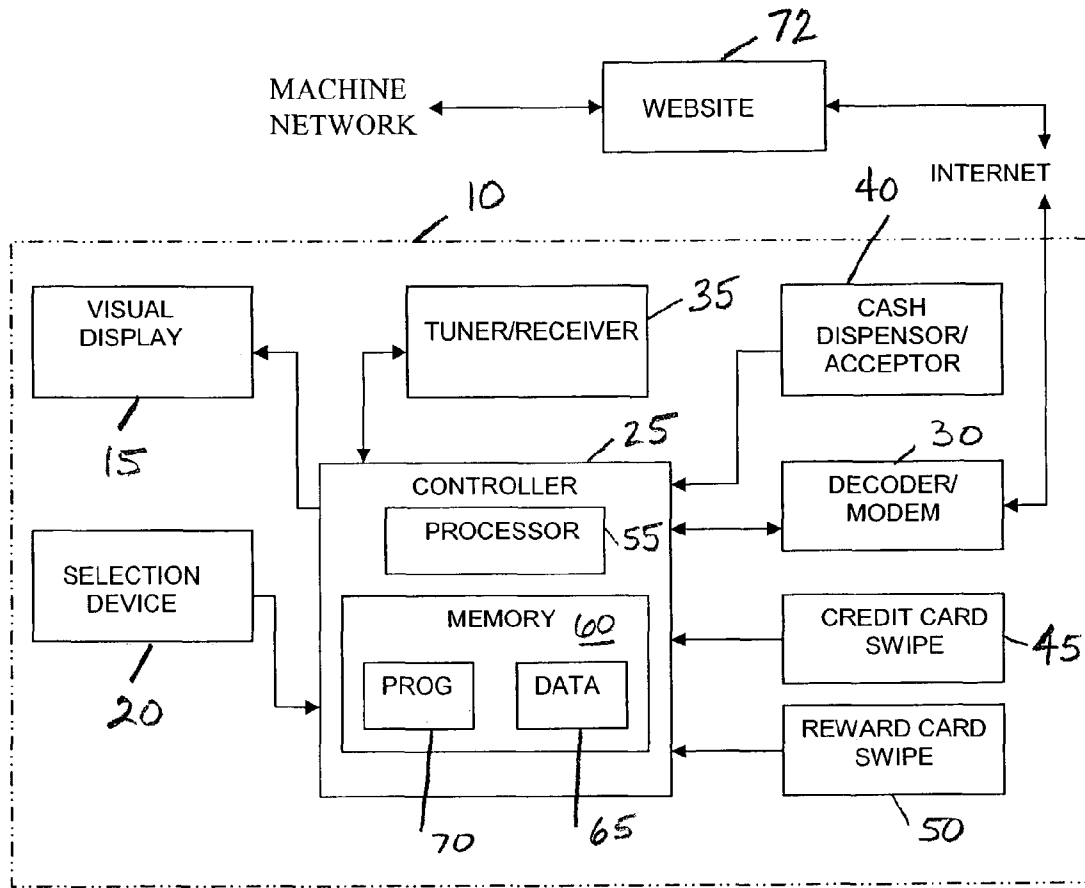 72
MACHINE
NETWORK
WEBSITE
INTERNET
10
40
VISUAL
DISPLAY
TUNER/RECEIVER
35
CASH
DISPENSOR/
ACCEPTOR
15
25
30
CONTROLLER
DECODER/
MODEM
PROCESSOR
55
SELECTION
DEVICE
MEMORY
60
CREDIT CARD
SWIPE
45
PROG
DATA
20
REWARD CARD
SWIPE
70
65
50